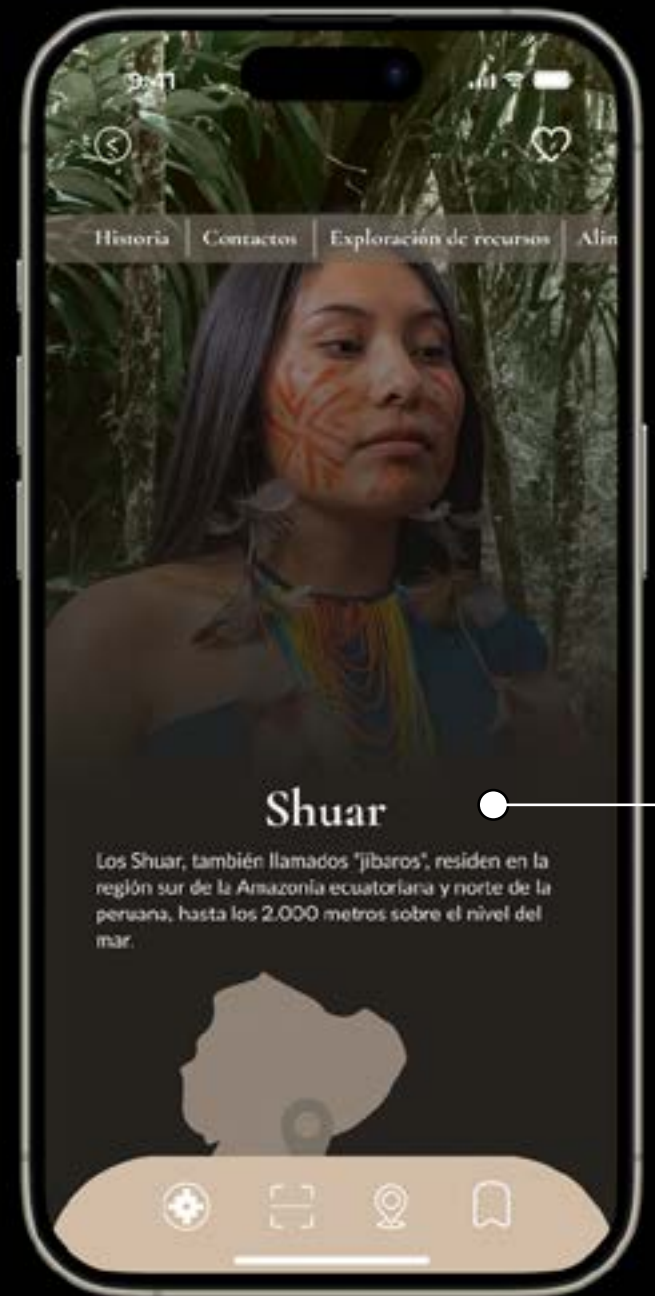 9:41
Historia | Contactos | Exploración de recursos | Alin
Shuar
Los Shuar, también llamados "jíbaros", residen en la
región sur de la Amazonía ecuatoriana y norte de la
peruana, hasta los 2.000 metros sobre el nivel del
mar.